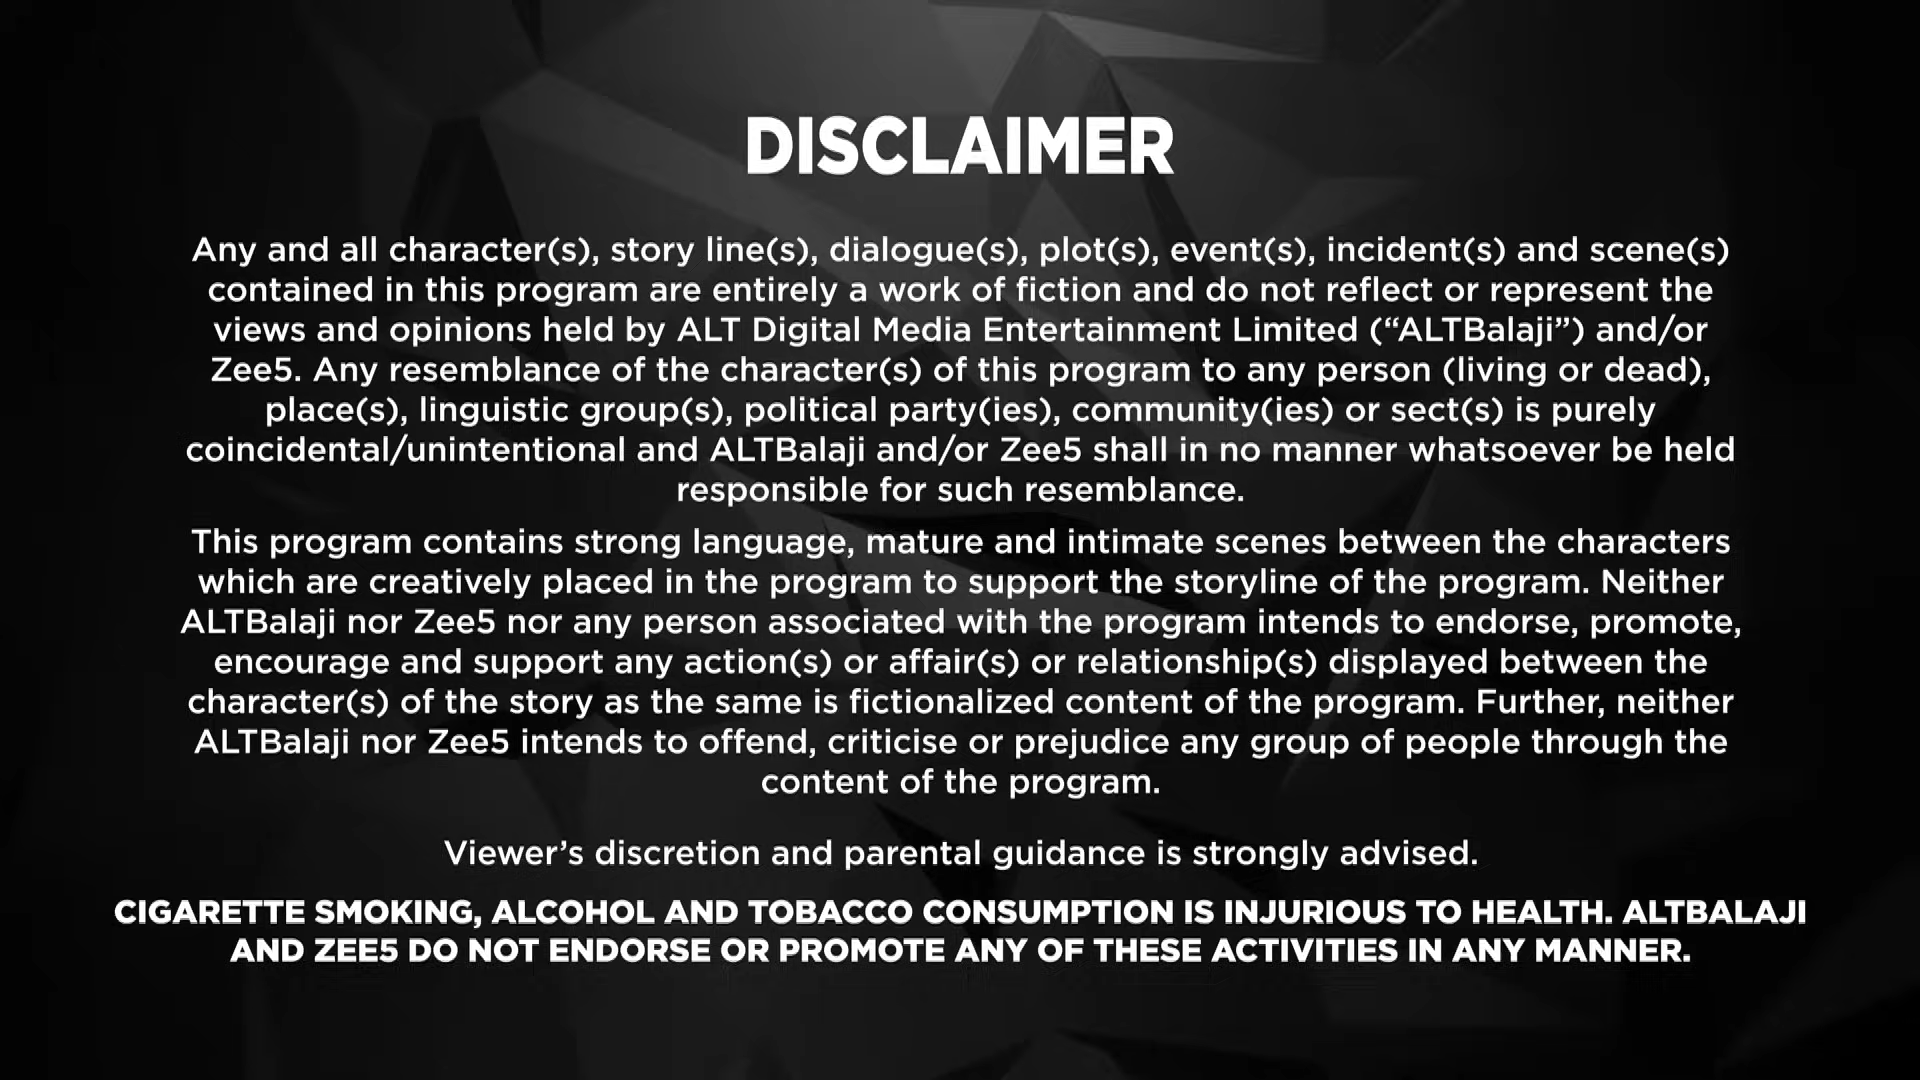 DISCLAIMER
Any and all character(s), story line(s), dialogue(s), plot(s), event(s), incident(s) and scene(s)
contained in this program are entirely a work of fiction and do not reflect or represent the
views and opinions held by ALT Digital Media Entertainment Limited (“ALTBalaji”) and/or
Zee5. Any resemblance of the character(s) of this program to any person (living or dead),
place(s), linguistic group(s), political party(ies), community(ies) or sect(s) is purely
coincidental/unintentional and ALTBalaji and/or Zee5 shall in no manner whatsoever be held
responsible for such resemblance.
This program contains strong language, mature and intimate scenes between the characters
which are creatively placed in the program to support the storyline of the program. Neither
ALTBalaji nor Zee5 nor any person associated with the program intends to endorse, promote,
encourage and support any action(s) or affair(s) or relationship(s) displayed between the
character(s) of the story as the same is fictionalized content of the program. Further, neither
ALTBalaji nor Zee5 intends to offend, criticise or prejudice any group of people through the
content of the program.
Viewer’s discretion and parental guidance is strongly advised.
CIGARETTE SMOKING, ALCOHOL AND TOBACCO CONSUMPTION IS INJURIOUS TO HEALTH. ALTBALAJI
AND ZEE5 DO NOT ENDORSE OR PROMOTE ANY OF THESE ACTIVITIES IN ANY MANNER.